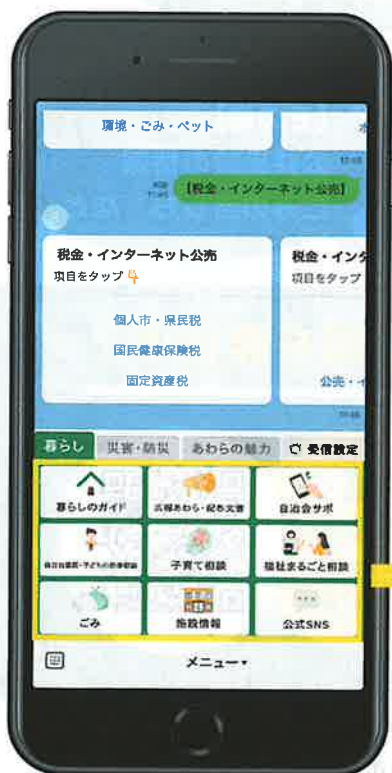 環境・ごみ・ペット
【税金・インターネット公売】
税金・インターネット公売
項目をタップ👇
個人市・県民税
国民健康保険税
固定資産税
税金・インタ
項目をタップ
公売・イ
暮らし 災害・防災 あわらの魅力 受信設定
暮らしのガイド 広報あわら・配布文書 自治会サポ
子育て相談 福祉まるごと相談
ごみ 施設情報 公式SNS
メニュー▾